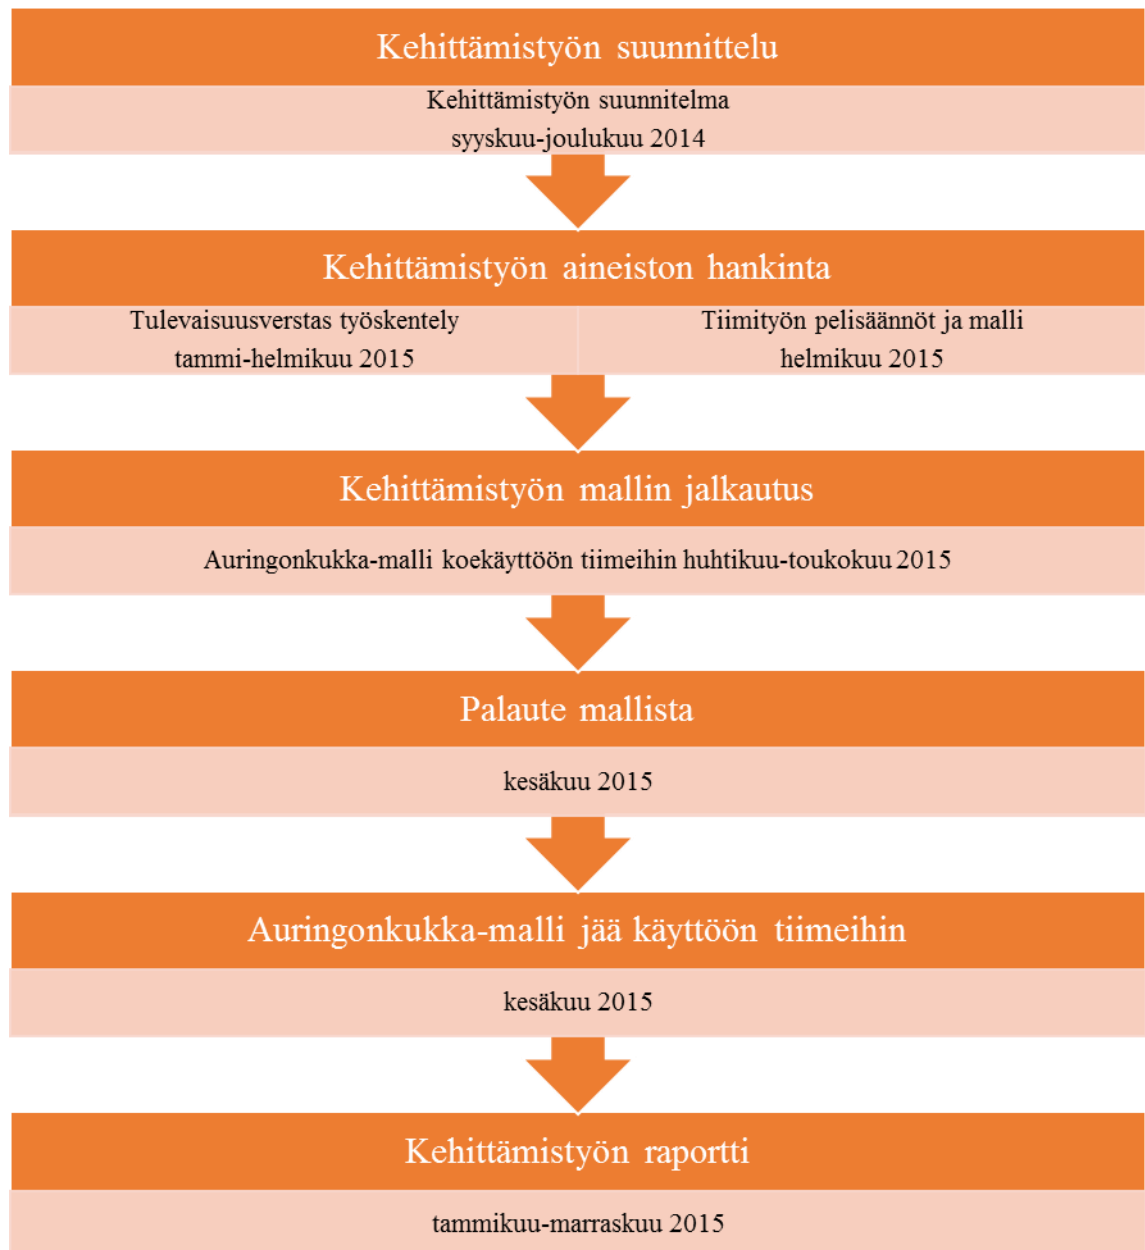 Kehittämistyön suunnittelu
Kehittämistyön suunnitelma
syyskuu-joulukuu 2014
Kehittämistyön aineiston hankinta
Tulevaisuusverstas työskentely
tammi-helmikuu 2015
Tiimityön pelisäännöt ja malli
helmikuu 2015
Kehittämistyön mallin jalkautus
Auringonkukka-malli koekäyttöön tiimeihin huhtikuu-toukokuu 2015
Palaute mallista
kesäkuu 2015
Auringonkukka-malli jää käyttöön tiimeihin
kesäkuu 2015
Kehittämistyön raportti
tammikuu-marraskuu 2015